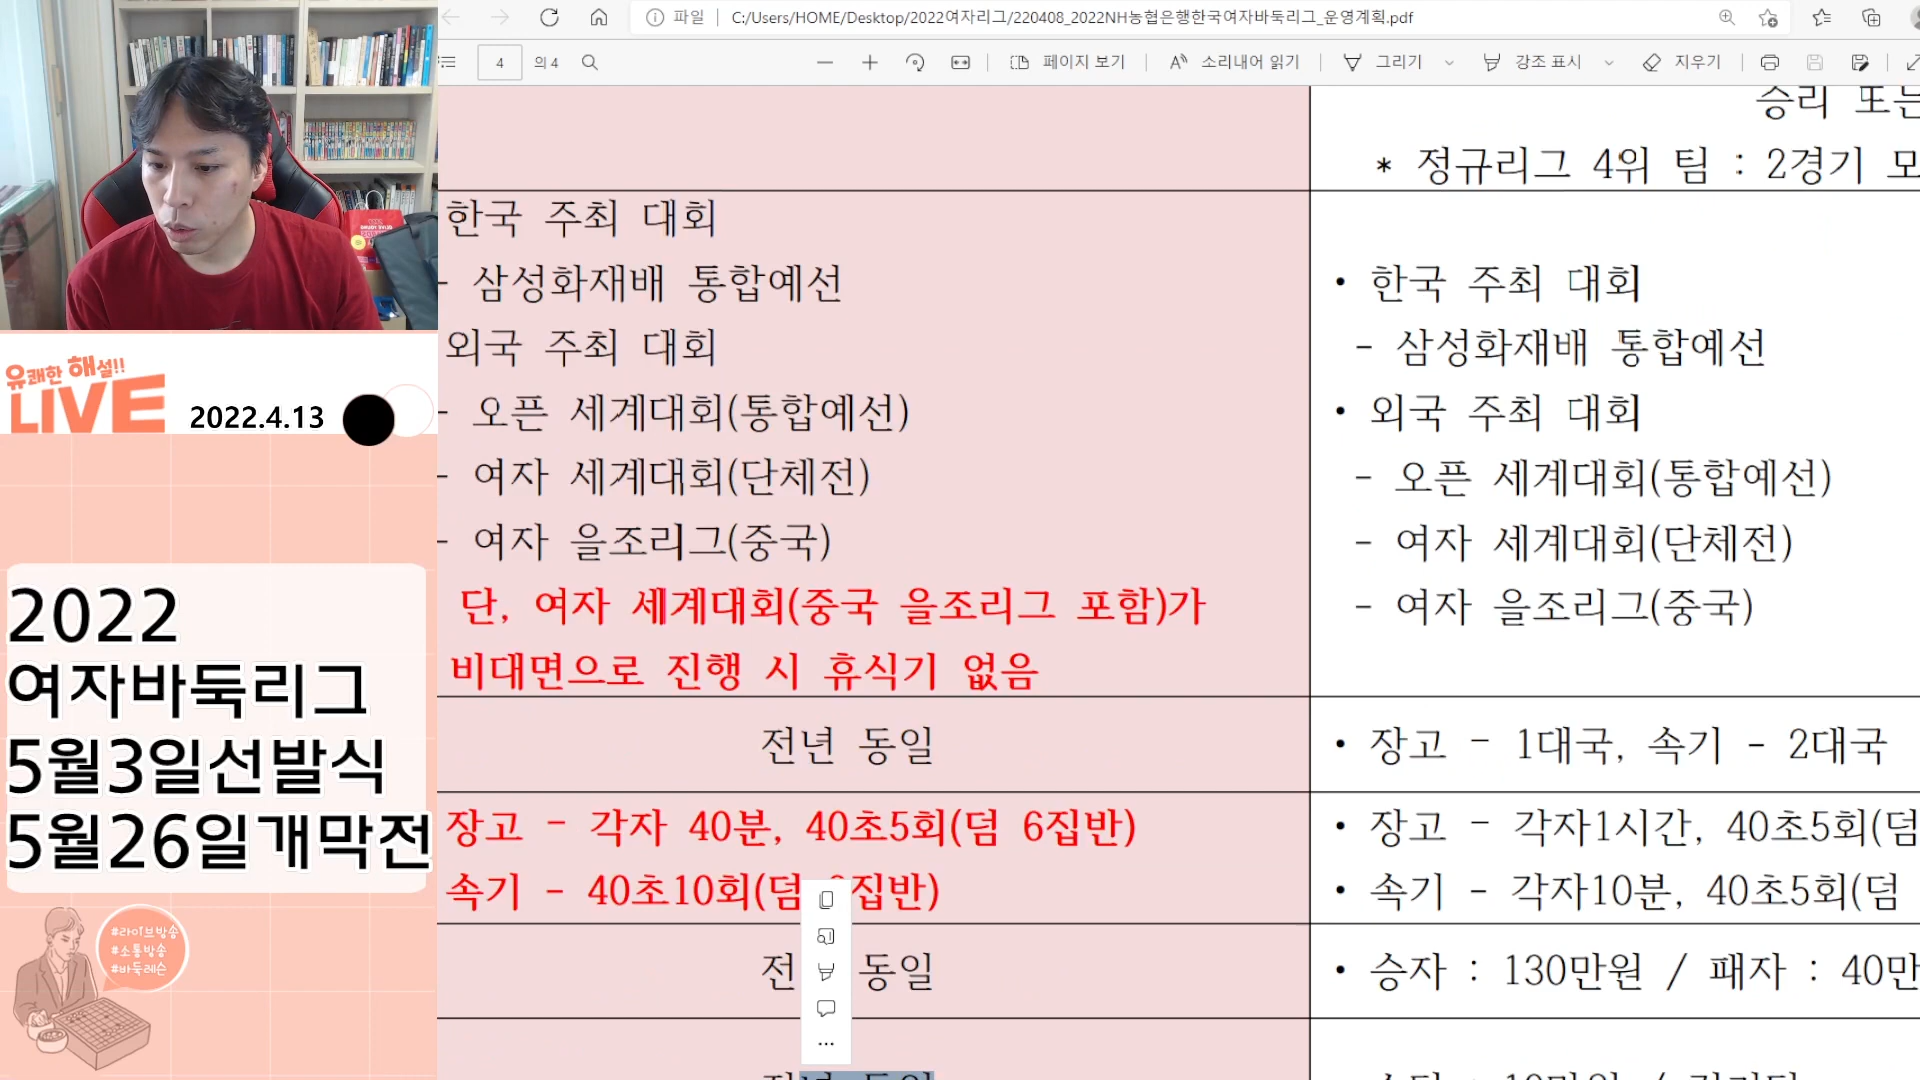 파일
C:/Users/HOME/Desktop/2022여자리그/220408_2022NH농협은행한국여자바둑리그_운영계획.pdf
4 의 4
페이지 보기
소리내어 읽기
그리기
강조 표시
지우기
* 정규리그 4위 팀 : 2경기 모
한국 주최 대회
- 삼성화재배 통합예선
외국 주최 대회
- 오픈 세계대회(통합예선)
- 여자 세계대회(단체전)
- 여자 을조리그(중국)
단, 여자 세계대회(중국 을조리그 포함)가
비대면으로 진행 시 휴식기 없음
• 한국 주최 대회
- 삼성화재배 통합예선
• 외국 주최 대회
- 오픈 세계대회(통합예선)
- 여자 세계대회(단체전)
- 여자 을조리그(중국)
전년 동일
• 장고 - 1대국, 속기 - 2대국
장고 - 각자 40분, 40초5회(덤 6집반)
속기 - 40초10회(덤 집반)
• 장고 - 각자1시간, 40초5회(덤
• 속기 - 각자10분, 40초5회(덤
전 동일
• 승자 : 130만원 / 패자 : 40만
유쾌한 해설!!
LIVE
2022.4.13
2022
여자바둑리그
5월3일선발식
5월26일개막전
#라이브방송
#소통방송
#바둑레슨